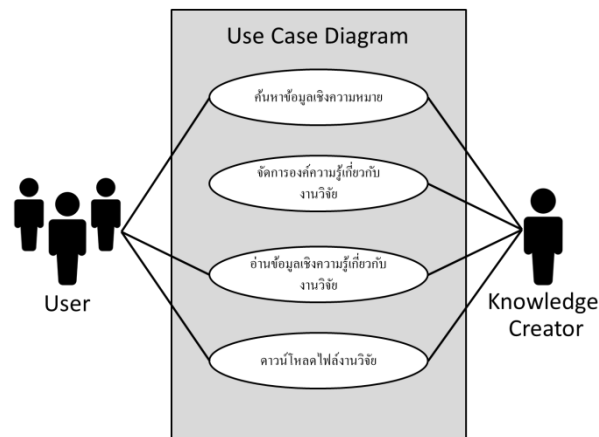 Use Case Diagram
ค้นหาข้อมูลเชิงความหมาย
จัดการองค์ความรู้เกี่ยวกับ
งานวิจัย
อ่านข้อมูลเชิงความรู้เกี่ยวกับ
งานวิจัย
ดาวน์โหลดไฟล์งานวิจัย
User
Knowledge
Creator